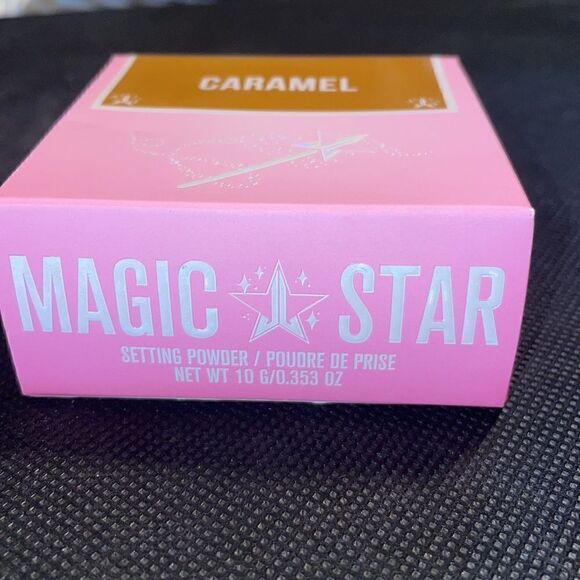 CARAMEL
MAGIC STAR
SETTING POWDER / POUDRE DE PRISE
NET WT 10 G/0.353 OZ